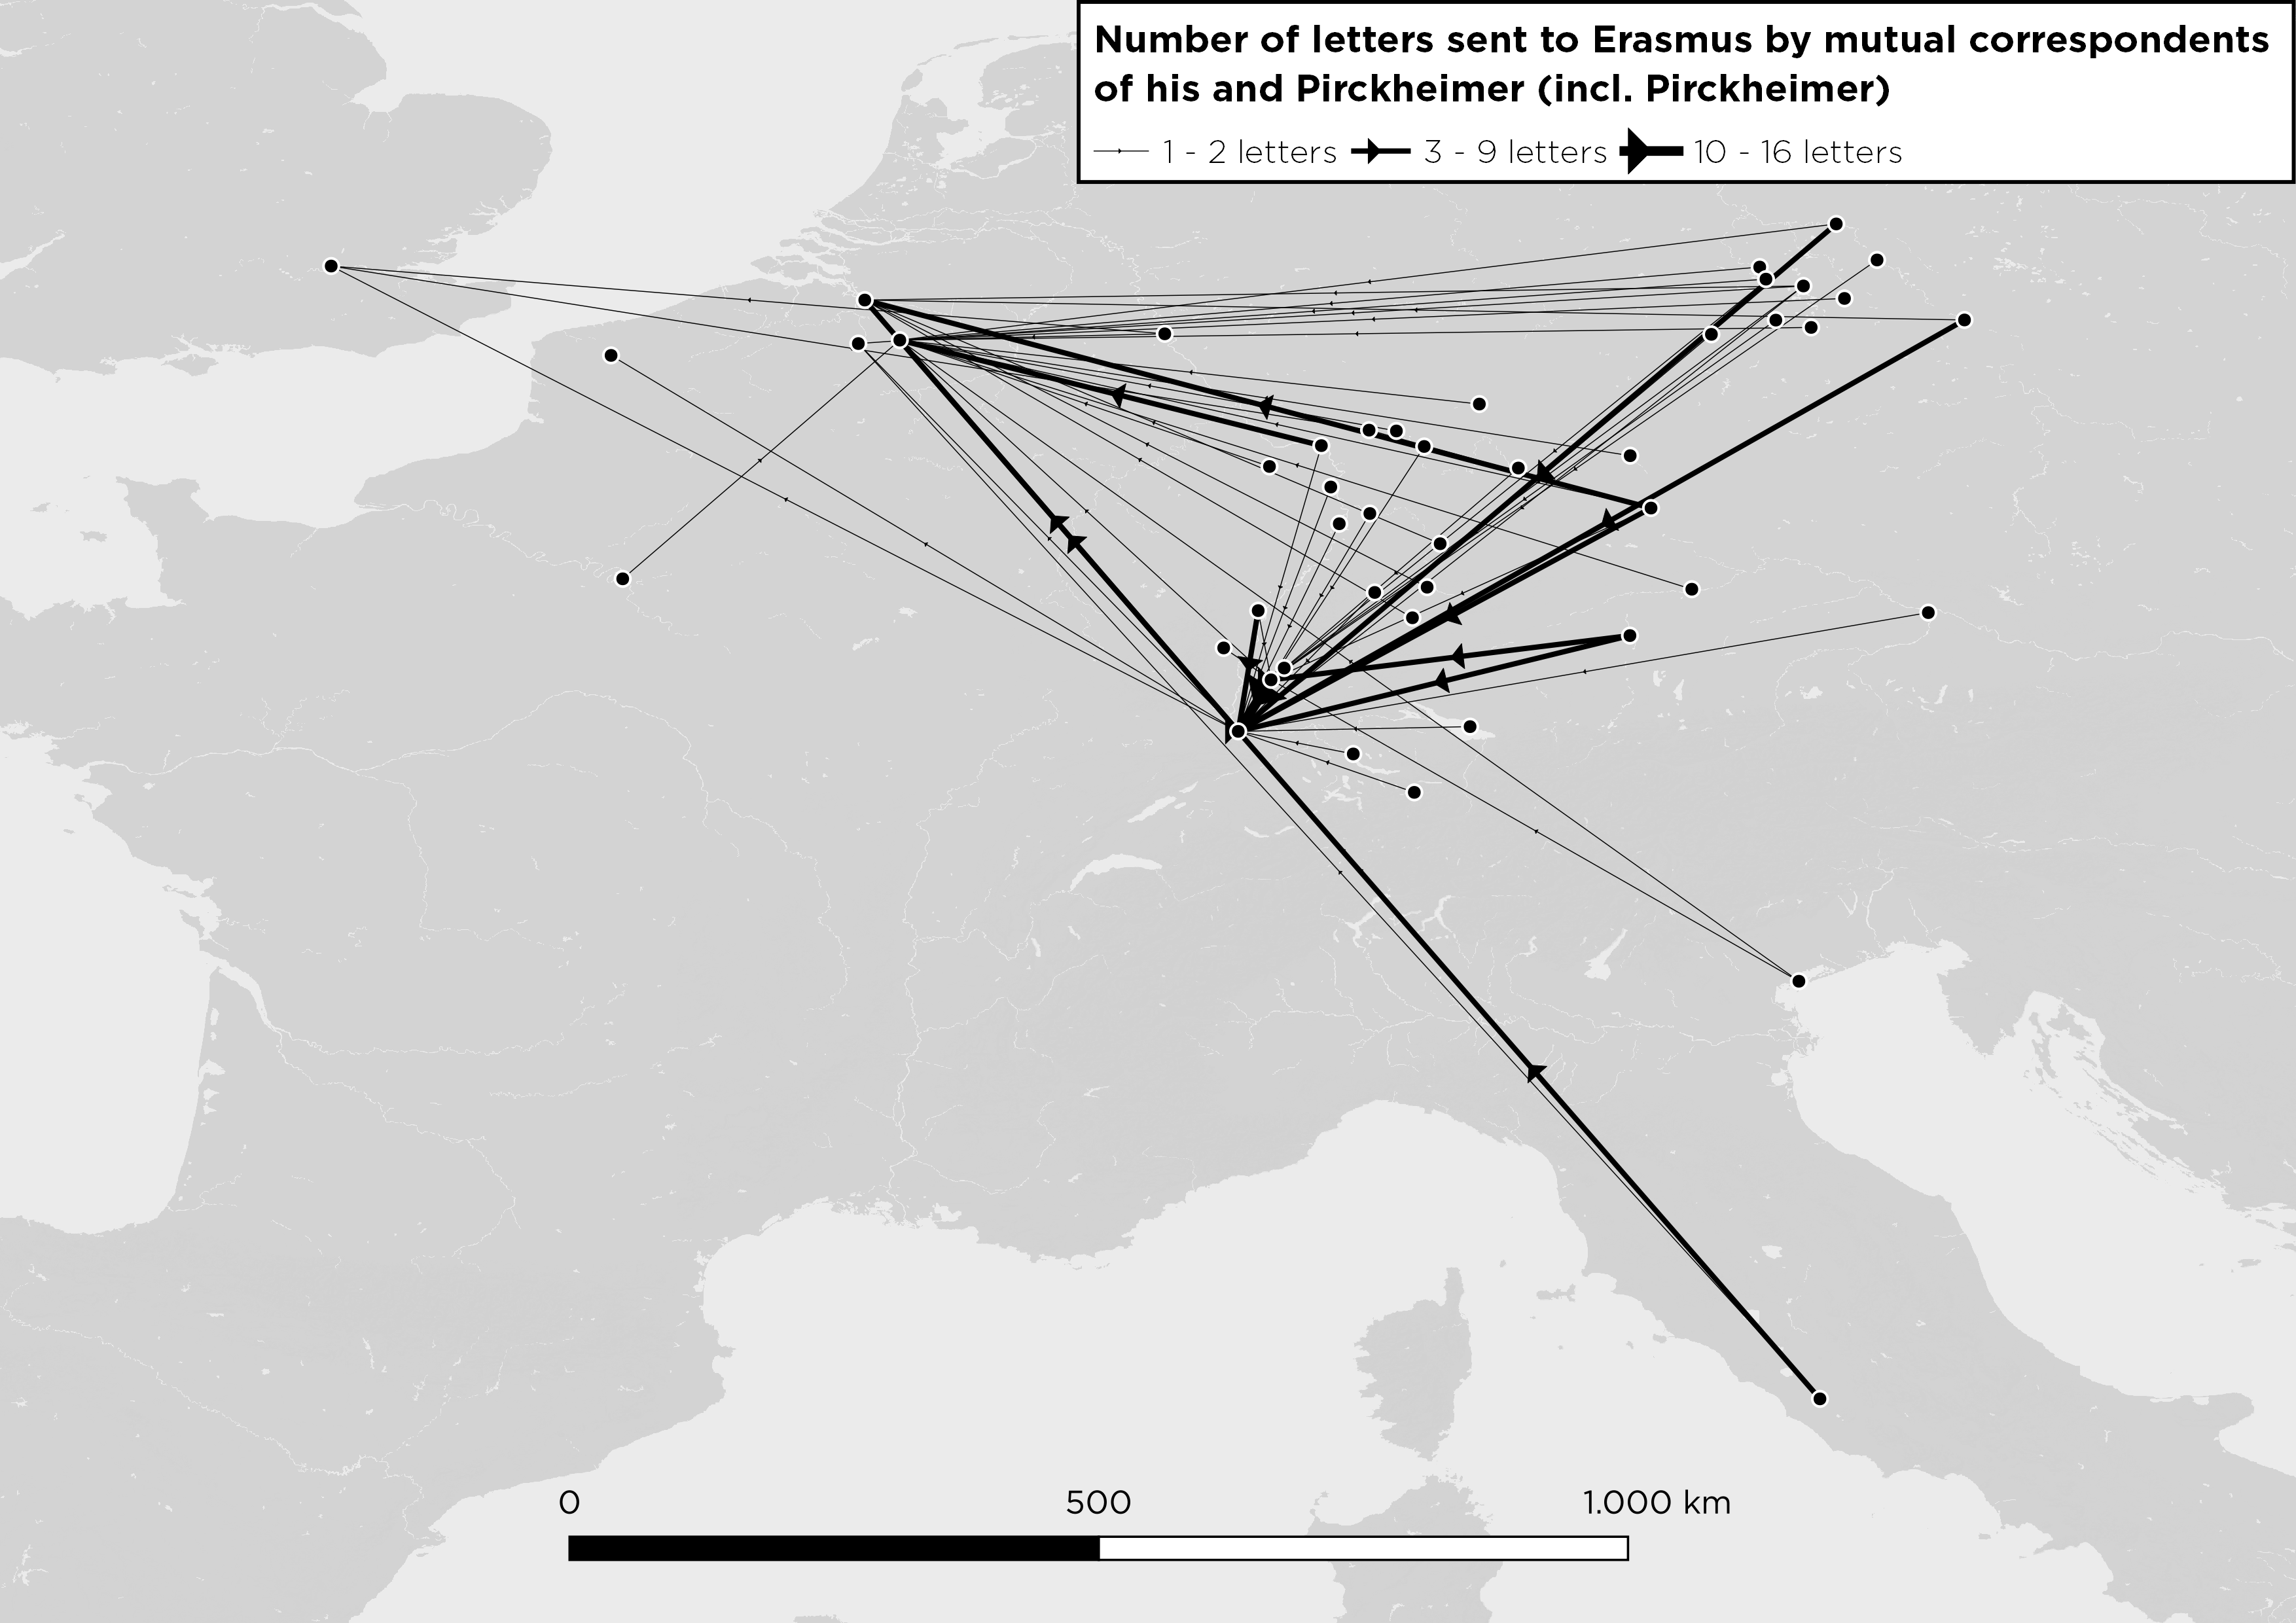 Number of letters sent to Erasmus by mutual correspondents
of his and Pirckheimer (incl. Pirckheimer)
1 - 2 letters 3 - 9 letters 10 - 16 letters
0 500 1.000 km